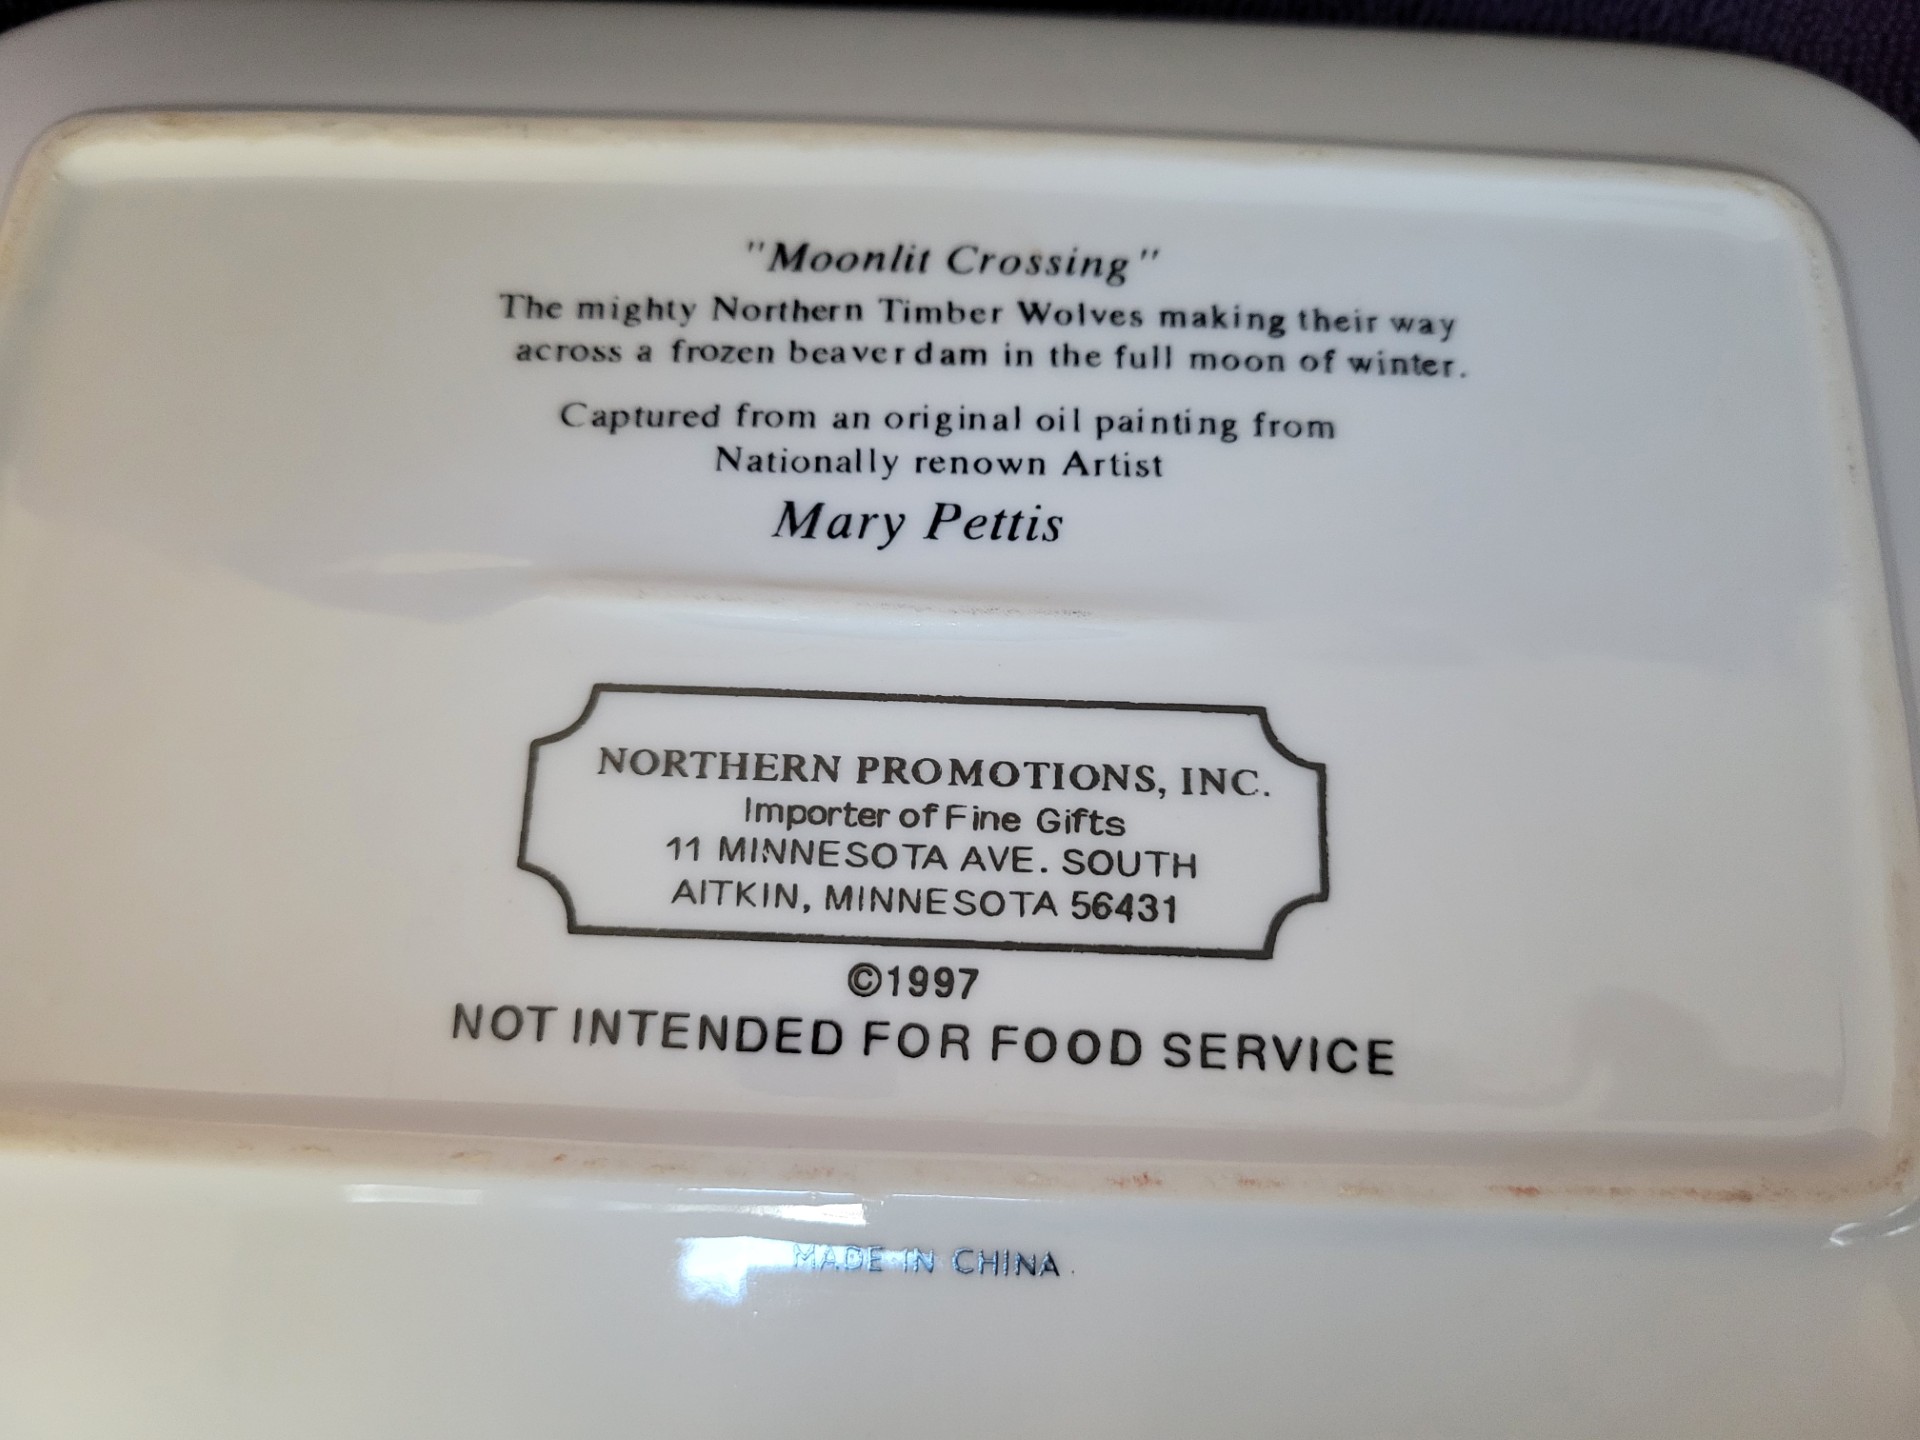 "Moonlit Crossing"
The mighty Northern Timber Wolves making their way
across a frozen beaver dam in the full moon of winter.
Captured from an original oil painting from
Nationally renown Artist
Mary Pettis
NORTHERN PROMOTIONS, INC.
Importer of Fine Gifts
11 MINNESOTA AVE. SOUTH
AITKIN, MINNESOTA 56431
©1997
NOT INTENDED FOR FOOD SERVICE
MADE IN CHINA.